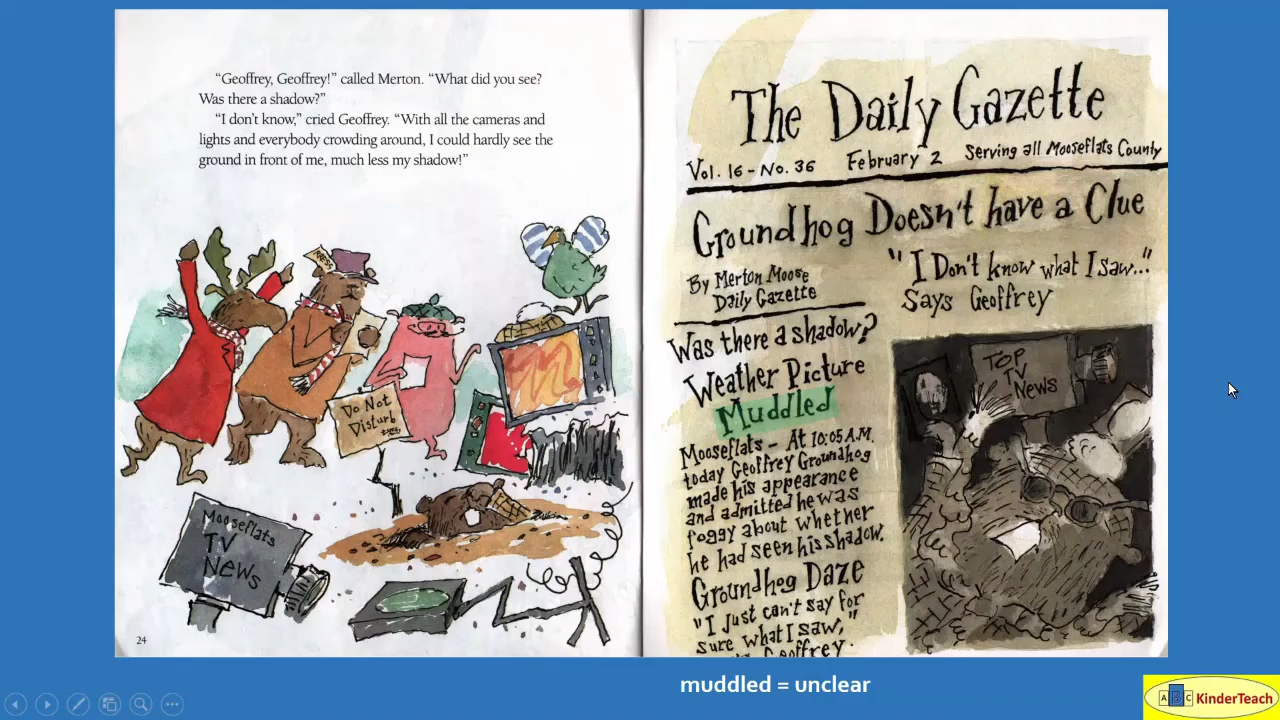 "Geoffrey, Geoffrey!" called Merton. "What did you see?
Was there a shadow?"
"I don't know," cried Geoffrey. "With all the cameras and
lights and everybody crowding around, I could hardly see the
ground in front of me, much less my shadow!"
PRESS
Do Not
Disturb
Mooseflats
TV
News
24
The Daily Gazette
Vol. 16 - No. 36 February 2 Serving all Mooseflats County
Groundhog Doesn't have a Clue
By Merton Moose
Daily Gazette
"I Don't know what I saw..."
Says Geoffrey
Was there a shadow?
Weather Picture
Muddled
Mooseflats - At 10:05 A.M.
today Geoffrey Groundhog
made his appearance
and admitted he was
foggy about whether
he had seen his shadow.
Groundhog Daze
"I just can't say for
sure what I saw,"
Geoffrey.
TOP
TV
News
muddled = unclear
ABC KinderTeach